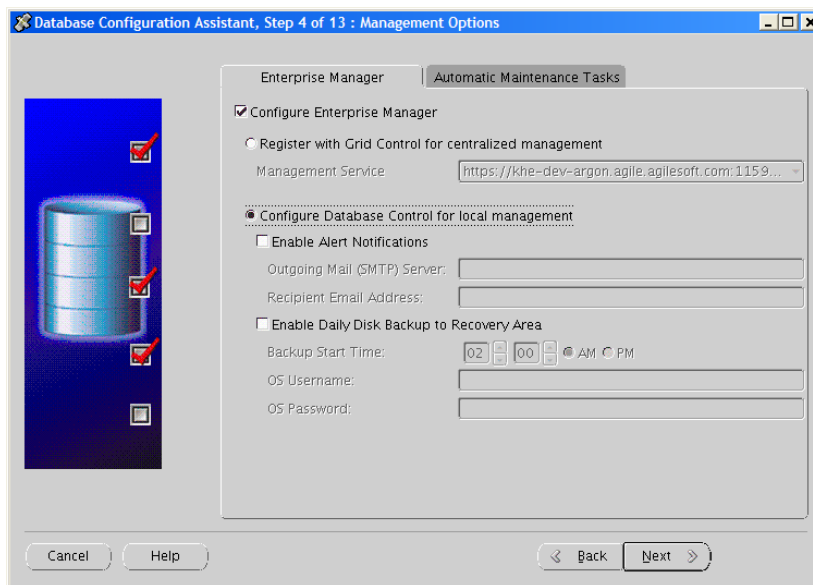 Database Configuration Assistant, Step 4 of 13 : Management Options
Enterprise Manager
Automatic Maintenance Tasks
Configure Enterprise Manager
Register with Grid Control for centralized management
Management Service https://khe-dev-argon.agile.agilesoft.com:1159...
Configure Database Control for local management
Enable Alert Notifications
Outgoing Mail (SMTP) Server:
Recipient Email Address:
Enable Daily Disk Backup to Recovery Area
Backup Start Time: 02 00 AM PM
OS Username:
OS Password:
Cancel Help Back Next